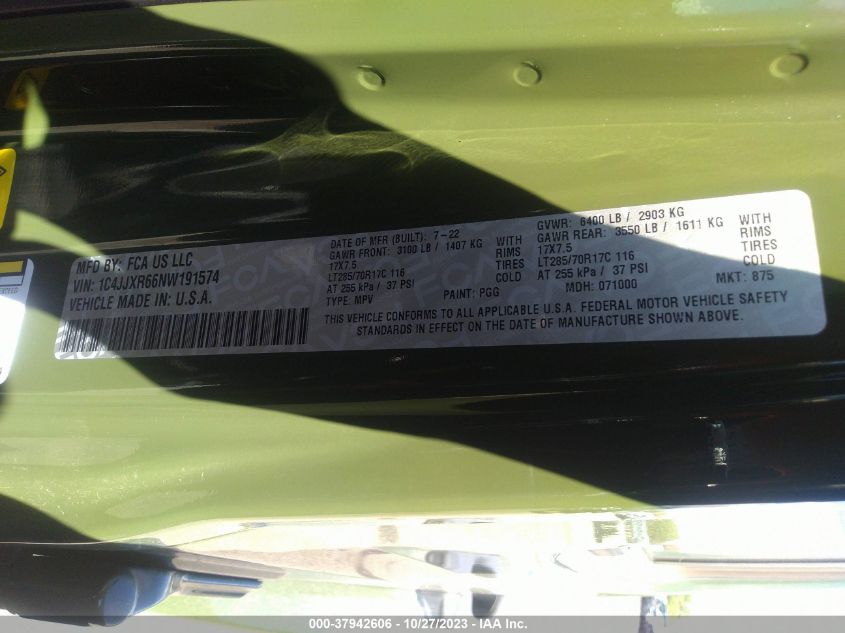 MFD BY: FCA US LLC
VIN: 1C4JJXR66NW191574
VEHICLE MADE IN U.S.A.
DATE OF MFR (BUILT): 7-22
GAWR FRONT: 3100 LB / 1407 KG WITH
17X7.5 RIMS
LT285/70R17C 116 TIRES
AT 255 kPa / 37 PSI COLD
TYPE: MPV
PAINT: PGG
GVWR: 6400 LB / 2903 KG
GAWR REAR: 3550 LB / 1611 KG WITH
17X7.5 RIMS
LT285/70R17C 116 TIRES
AT 255 kPa / 37 PSI COLD
MDH: 071000
MKT: 875
THIS VEHICLE CONFORMS TO ALL APPLICABLE U.S.A. FEDERAL MOTOR VEHICLE SAFETY
STANDARDS IN EFFECT ON THE DATE OF MANUFACTURE SHOWN ABOVE.
EXCEED
000-37942606 - 10/27/2023 - IAA Inc.